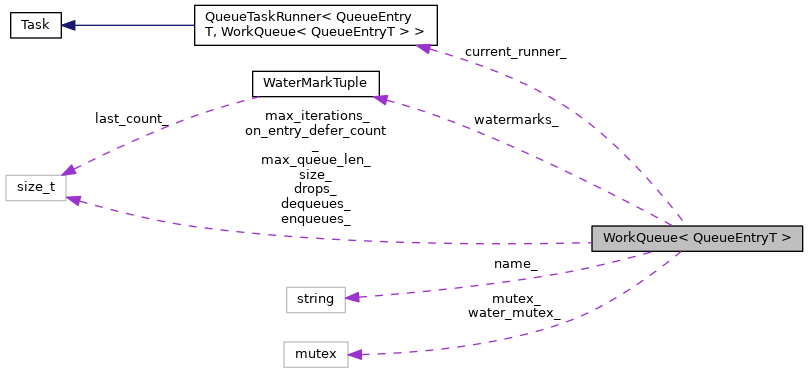 Task
QueueTaskRunner< QueueEntry
T, WorkQueue< QueueEntryT > >
current_runner_
WaterMarkTuple
last_count_
max_iterations_
on_entry_defer_count
_
max_queue_len_
size_
drops_
dequeues_
enqueues_
watermarks_
size_t
WorkQueue< QueueEntryT >
name_
string
mutex_
water_mutex_
mutex